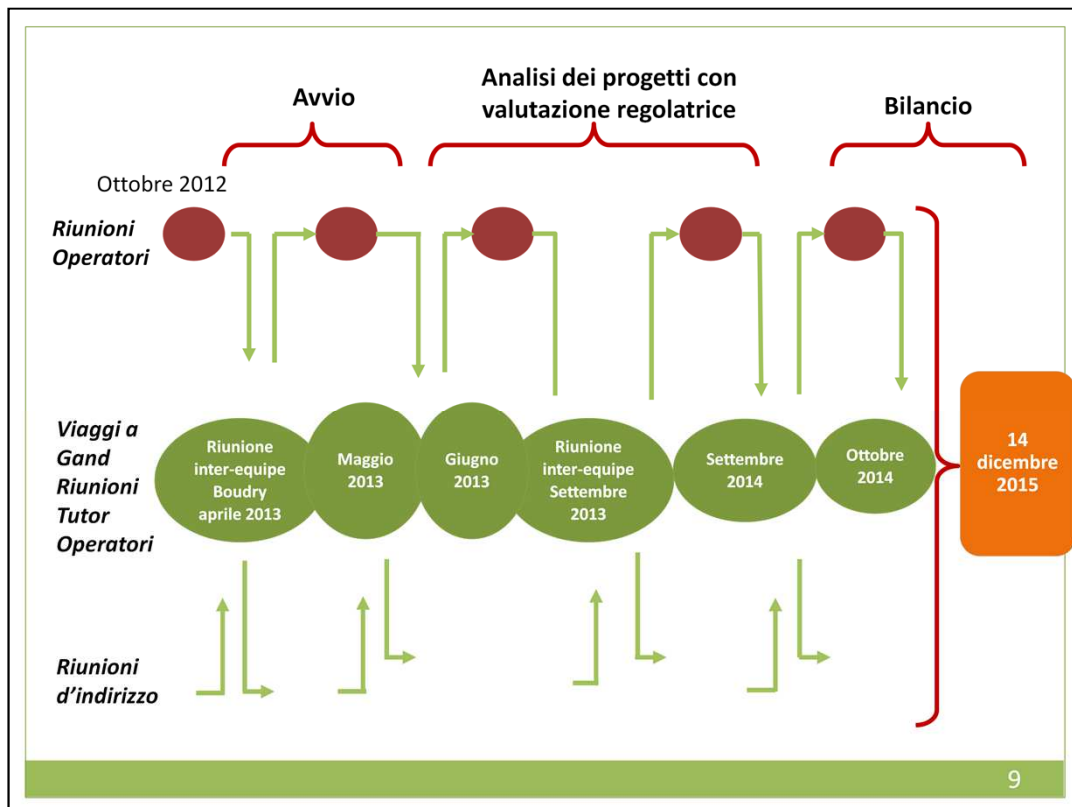 Avvio
Analisi dei progetti con
valutazione regolatrice
Bilancio
Ottobre 2012
Riunioni
Operatori
Viaggi a
Gand
Riunioni
Tutor
Operatori
Riunione
inter-equipe
Boudry
aprile 2013
Maggio
2013
Giugno
2013
Riunione
inter-equipe
Settembre
2013
Settembre
2014
Ottobre
2014
14
dicembre
2015
Riunioni
d'indirizzo
9